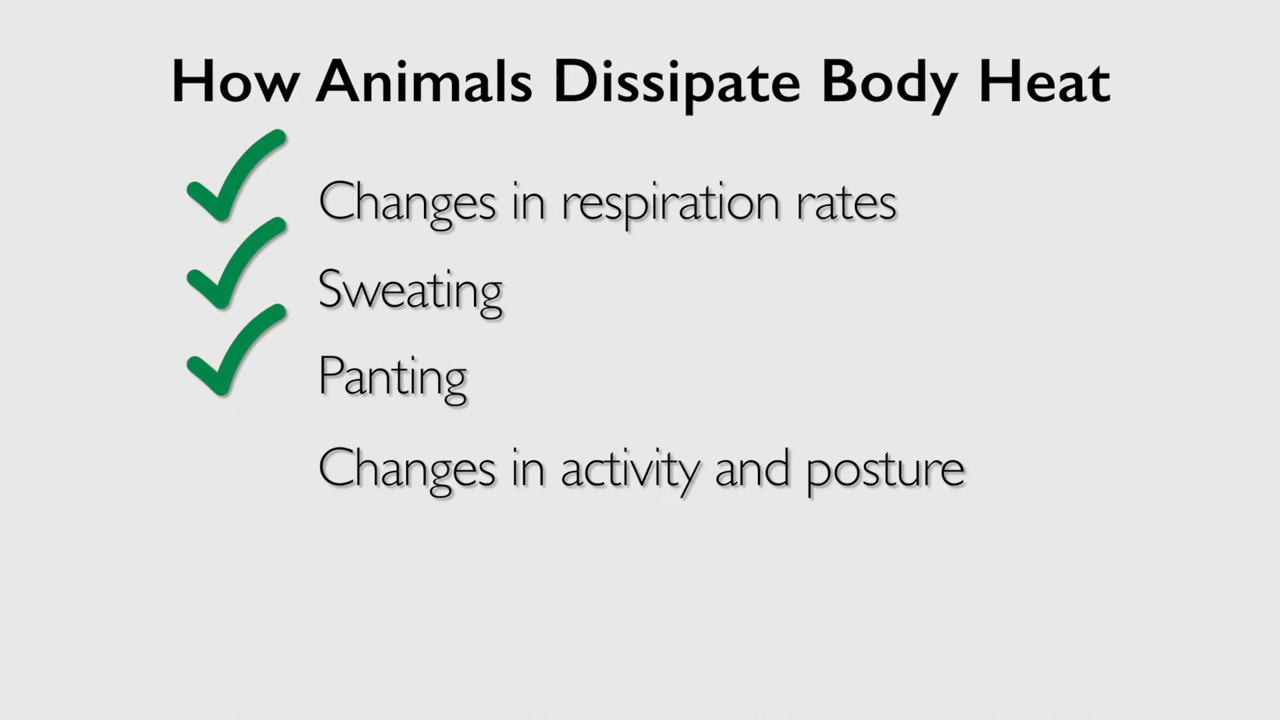 How Animals Dissipate Body Heat
Changes in respiration rates
Sweating
Panting
Changes in activity and posture